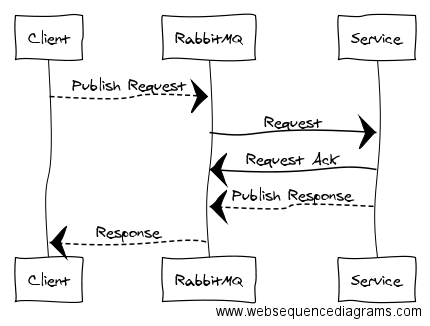 Client
RabbitMQ
Service
Publish Request
Request
Request Ack
Publish Response
Response
Client
RabbitMQ
Service
www.websequencediagrams.com